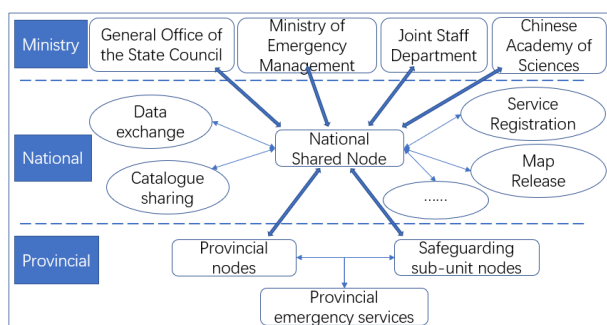 Ministry
General Office of
the State Council
Ministry of
Emergency
Management
Joint Staff
Department
Chinese
Academy of
Sciences
National
Data
exchange
Catalogue
sharing
National
Shared Node
Service
Registration
Map
Release
......
Provincial
Provincial
nodes
Safeguarding
sub-unit nodes
Provincial
emergency services